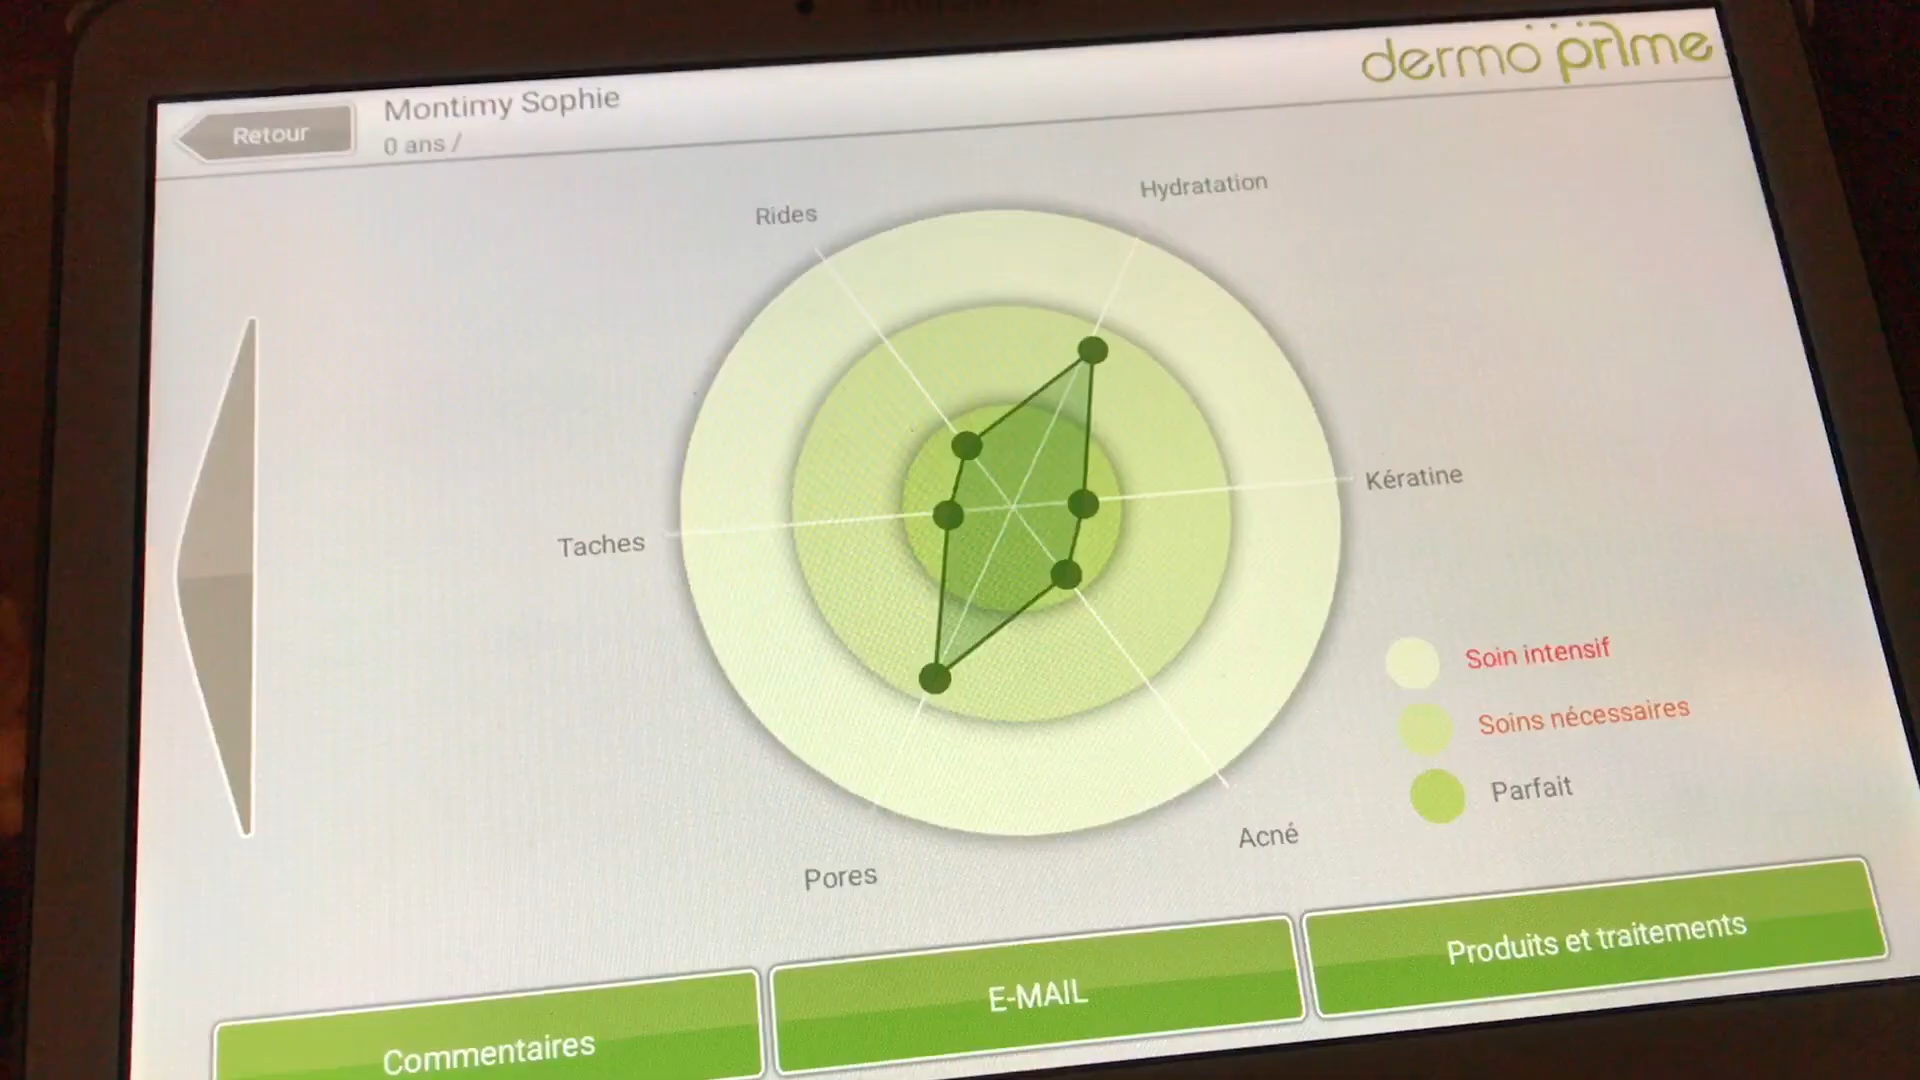 dermo prime
Retour
Montimy Sophie
0 ans /
Hydratation
Rides
Kératine
Taches
Soin intensif
Soins nécessaires
Parfait
Acné
Pores
Commentaires
E-MAIL
Produits et traitements